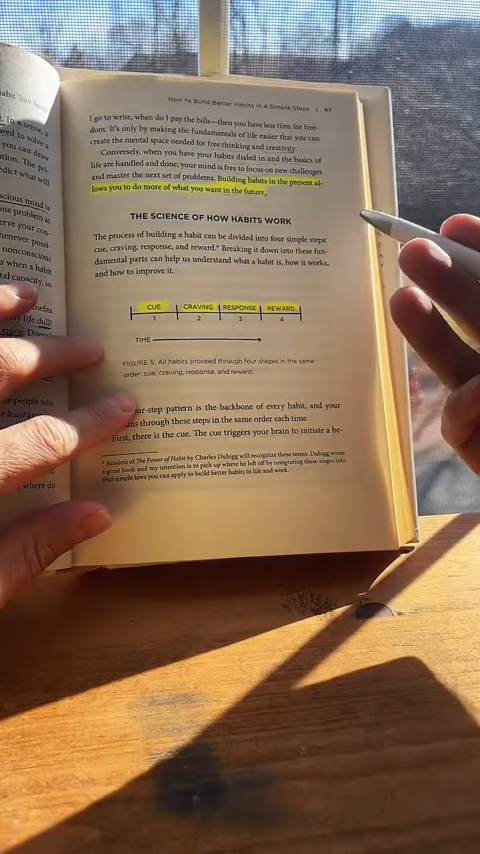 How to Build Better Habits in 4 Simple Steps | 47
I go to write, when do I pay the bills—then you have less time for free-
dom. It's only by making the fundamentals of life easier that you can
create the mental space needed for free thinking and creativity.
Conversely, when you have your habits dialed in and the basics of
life are handled and done, your mind is free to focus on new challenges
and master the next set of problems. Building habits in the present al-
lows you to do more of what you want in the future.
THE SCIENCE OF HOW HABITS WORK
The process of building a habit can be divided into four simple steps:
cue, craving, response, and reward.* Breaking it down into these fun-
damental parts can help us understand what a habit is, how it works,
and how to improve it.
CUE CRAVING RESPONSE REWARD
1 2 3 4
TIME
FIGURE 5: All habits proceed through four stages in the same
order: cue, craving, response, and reward.
ur-step pattern is the backbone of every habit, and your
ns through these steps in the same order each time.
First, there is the cue. The cue triggers your brain to initiate a be-
* Readers of The Power of Habit by Charles Duhigg will recognize these terms. Duhigg wrote
a great book and my intention is to pick up where he left off by integrating these stages into
four simple laws you can apply to build better habits in life and work.
In a sense, a
wed to solve a
you can draw
tion. The pri-
edict what will
scious mind is
one problem at
erve your con-
henever possi-
nonconscious
s when a habit
tal capacity, so
nefits
y life dull?
enjoy. Does
e people who
least
, where do